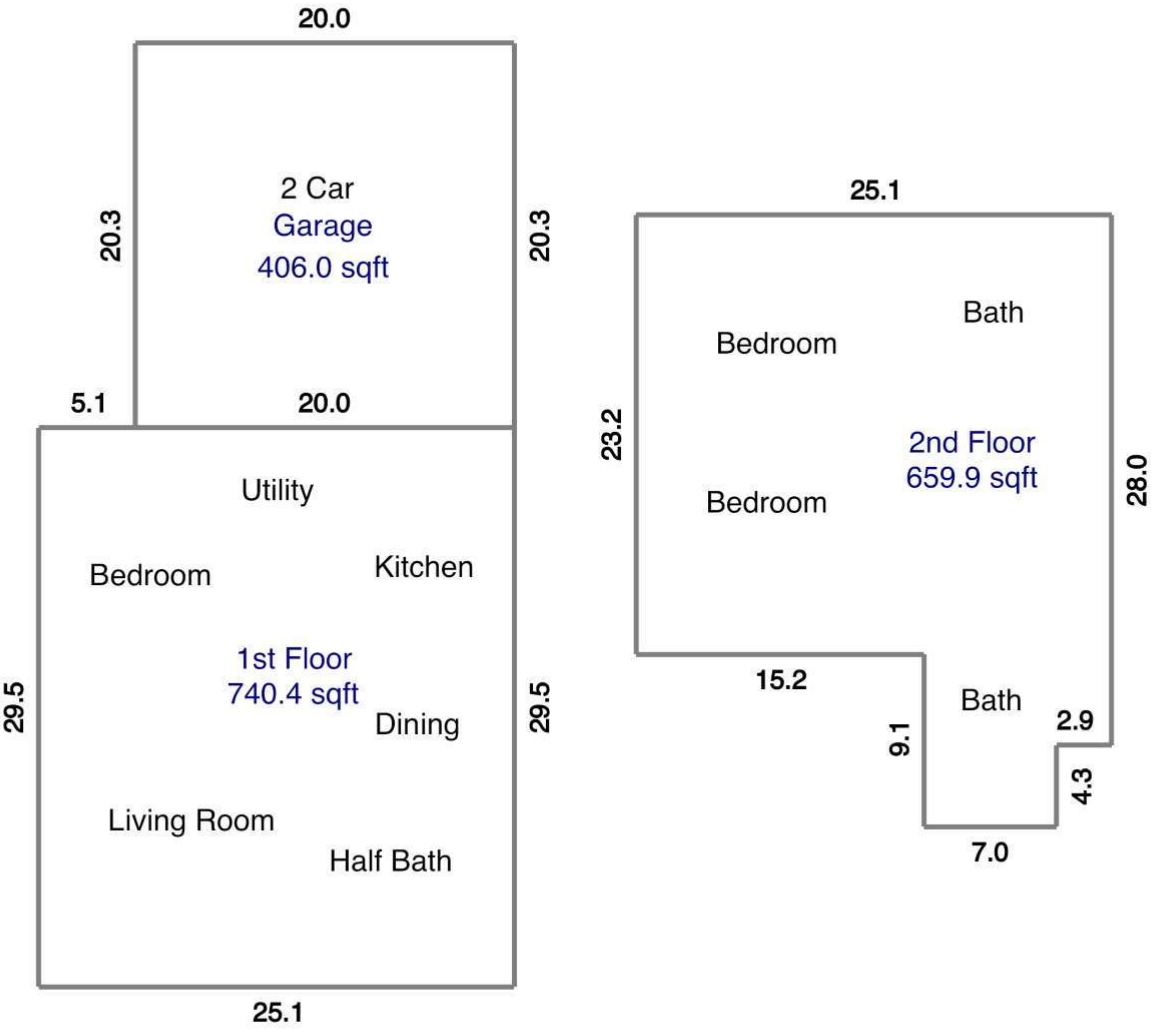 20.0
2 Car
Garage
406.0 sqft
20.3
20.3
5.1
20.0
Utility
Bedroom
Kitchen
1st Floor
740.4 sqft
29.5
29.5
Dining
Living Room
Half Bath
25.1
25.1
Bath
Bedroom
23.2
2nd Floor
659.9 sqft
28.0
Bedroom
15.2
Bath
2.9
9.1
4.3
7.0